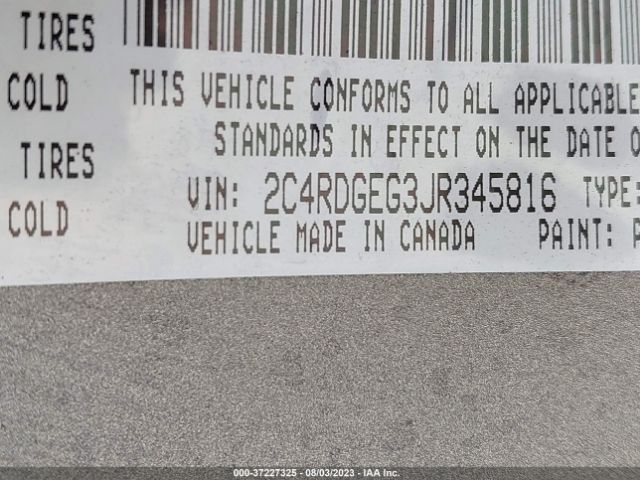 TIRES
COLD THIS VEHICLE CONFORMS TO ALL APPLICABLE
STANDARDS IN EFFECT ON THE DATE
TIRES
VIN: 2C4RDGEG3JR345816 TYPE:
COLD VEHICLE MADE IN CANADA PAINT:
000-37227325 - 08/03/2023 - IAA Inc.